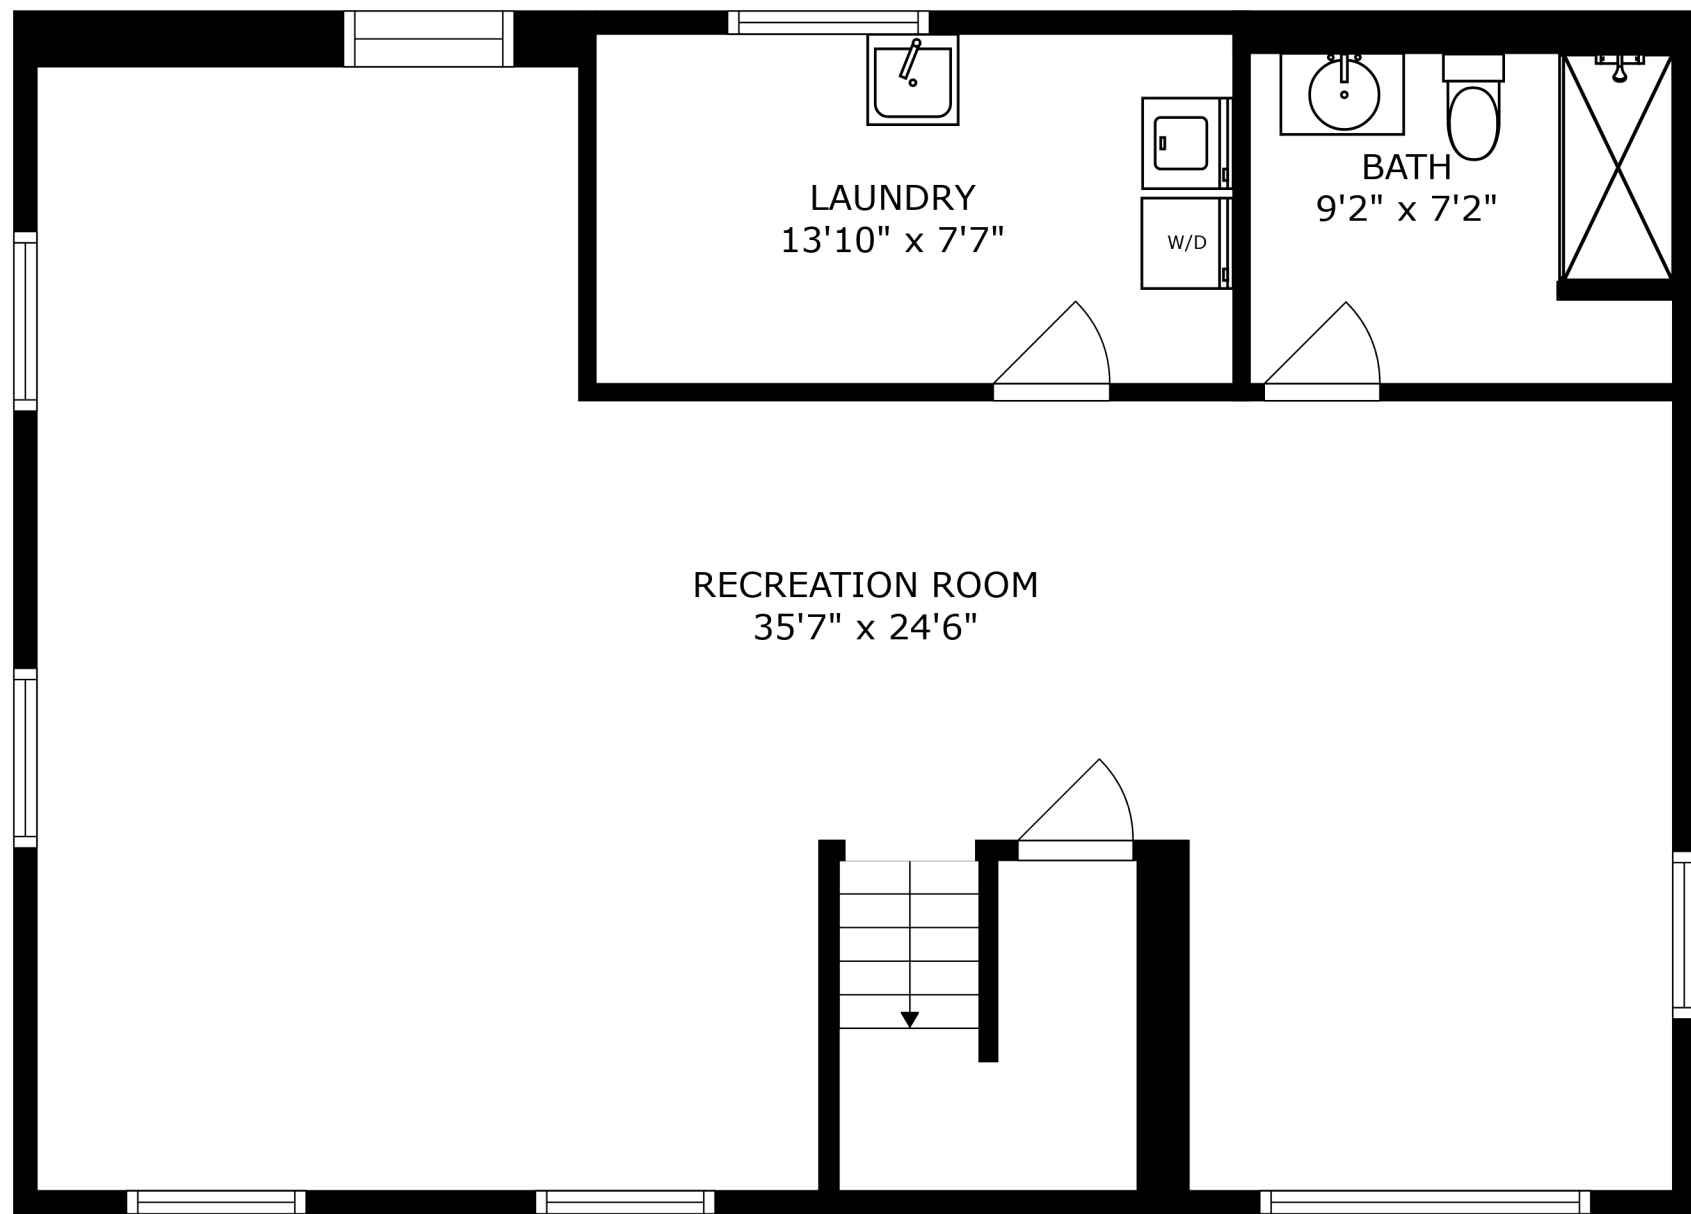 LAUNDRY
13'10" x 7'7"
BATH
9'2" x 7'2"
W/D
RECREATION ROOM
35'7" x 24'6"